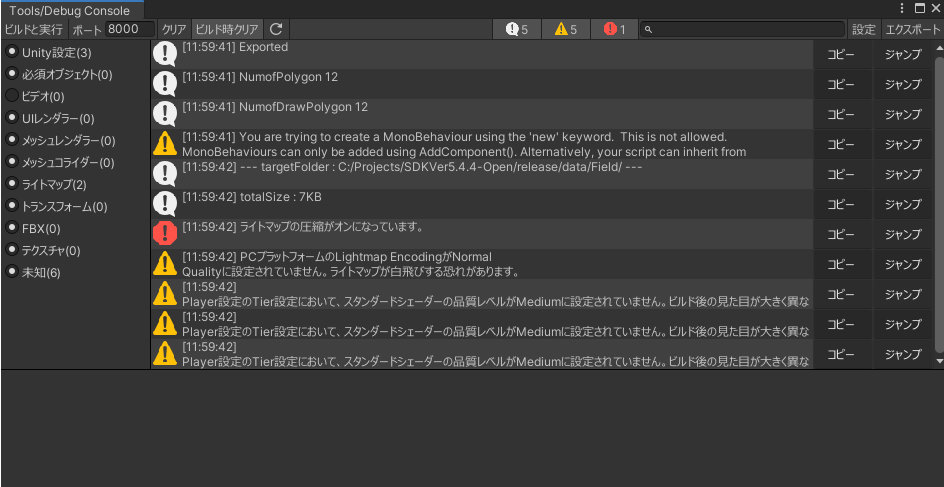 Tools/Debug Console
ビルドと実行 ポート 8000 クリア ビルド時クリア 5 5 1 設定 エクスポート
Unity設定(3)
必須オブジェクト(0)
ビデオ(0)
UIレンダラー(0)
メッシュレンダラー(0)
メッシュコライダー(0)
ライトマップ(2)
トランスフォーム(0)
FBX(0)
テクスチャ(0)
未知(6)
[11:59:41] Exported コピー ジャンプ
[11:59:41] NumofPolygon 12 コピー ジャンプ
[11:59:41] NumofDrawPolygon 12 コピー ジャンプ
[11:59:41] You are trying to create a MonoBehaviour using the 'new' keyword.  This is not allowed.
MonoBehaviours can only be added using AddComponent(). Alternatively, your script can inherit from コピー ジャンプ
[11:59:42] --- targetFolder : C:/Projects/SDKVer5.4.4-Open/release/data/Field/ --- コピー ジャンプ
[11:59:42] totalSize : 7KB コピー ジャンプ
[11:59:42] ライトマップの圧縮がオンになっています。 コピー ジャンプ
[11:59:42] PCプラットフォームのLightmap EncodingがNormal
Qualityに設定されていません。ライトマップが白飛びする恐れがあります。 コピー ジャンプ
[11:59:42]
Player設定のTier設定において、スタンダードシェーダーの品質レベルがMediumに設定されていません。ビルド後の見た目が大きく異な コピー ジャンプ
[11:59:42]
Player設定のTier設定において、スタンダードシェーダーの品質レベルがMediumに設定されていません。ビルド後の見た目が大きく異な コピー ジャンプ
[11:59:42]
Player設定のTier設定において、スタンダードシェーダーの品質レベルがMediumに設定されていません。ビルド後の見た目が大きく異な コピー ジャンプ